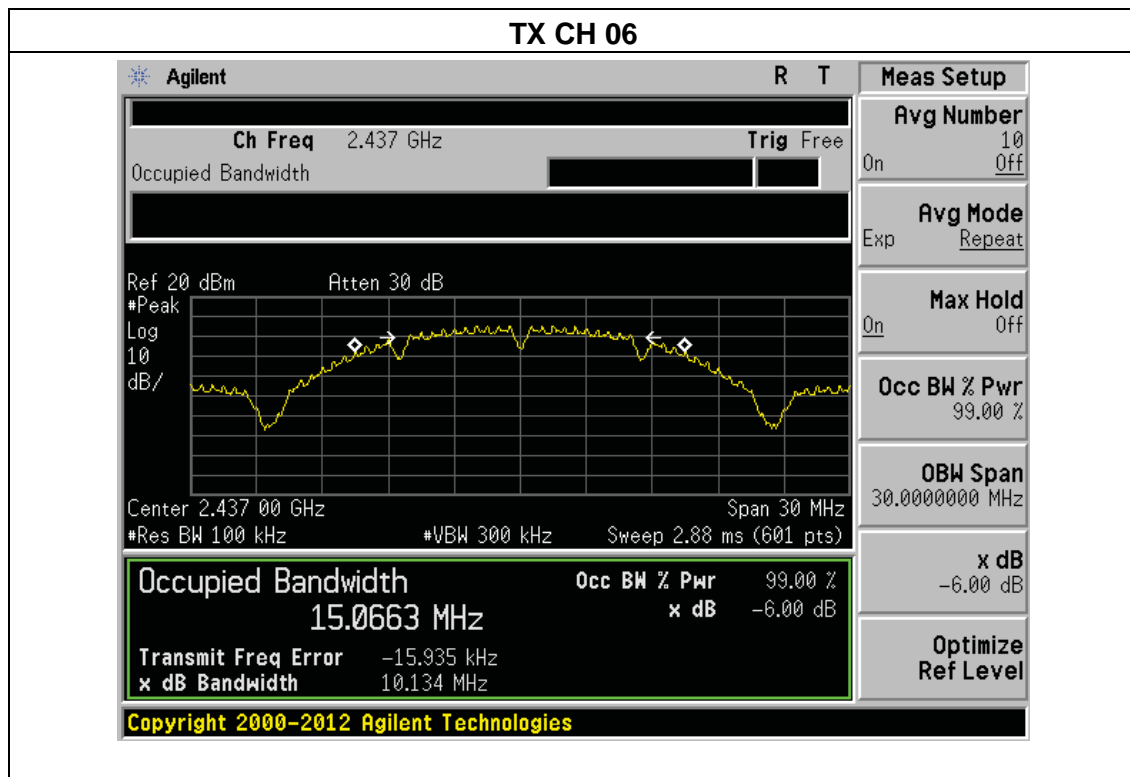 TX CH 06
Agilent R T
Ch Freq 2.437 GHz Trig Free
Occupied Bandwidth
Ref 20 dBm Atten 30 dB
#Peak
Log
10
dB/
Center 2.437 00 GHz Span 30 MHz
#Res BW 100 kHz #VBW 300 kHz Sweep 2.88 ms (601 pts)
Occupied Bandwidth Occ BW % Pwr 99.00 %
15.0663 MHz x dB -6.00 dB
Transmit Freq Error -15.935 kHz
x dB Bandwidth 10.134 MHz
Copyright 2000-2012 Agilent Technologies
Meas Setup
Avg Number
10
On Off
Avg Mode
Exp Repeat
Max Hold
On Off
Occ BW % Pwr
99.00 %
OBW Span
30.0000000 MHz
x dB
-6.00 dB
Optimize
Ref Level